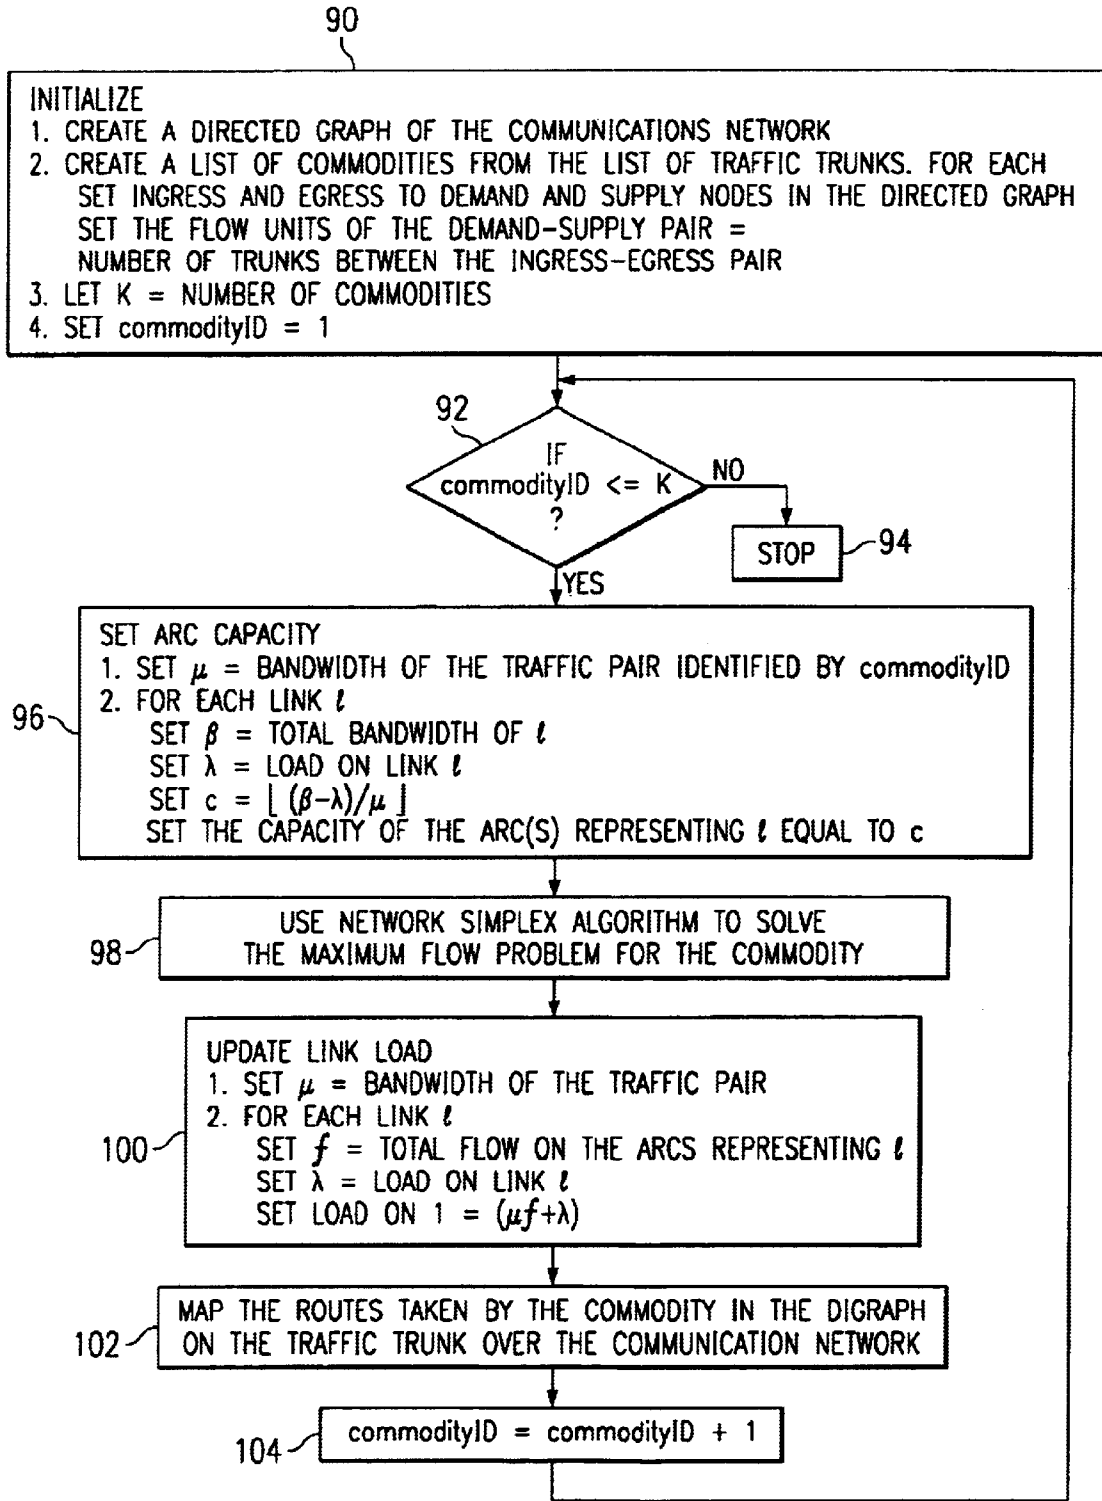 90
INITIALIZE
1. CREATE A DIRECTED GRAPH OF THE COMMUNICATIONS NETWORK
2. CREATE A LIST OF COMMODITIES FROM THE LIST OF TRAFFIC TRUNKS. FOR EACH
SET INGRESS AND EGRESS TO DEMAND AND SUPPLY NODES IN THE DIRECTED GRAPH
SET THE FLOW UNITS OF THE DEMAND-SUPPLY PAIR =
NUMBER OF TRUNKS BETWEEN THE INGRESS-EGRESS PAIR
3. LET K = NUMBER OF COMMODITIES
4. SET commodityID = 1
92
IF
commodityID <= K
?
NO
STOP
94
YES
96
SET ARC CAPACITY
1. SET μ = BANDWIDTH OF THE TRAFFIC PAIR IDENTIFIED BY commodityID
2. FOR EACH LINK ℓ
SET β = TOTAL BANDWIDTH OF ℓ
SET λ = LOAD ON LINK ℓ
SET c = ⌊ (β-λ)/μ ⌋
SET THE CAPACITY OF THE ARC(S) REPRESENTING ℓ EQUAL TO c
98
USE NETWORK SIMPLEX ALGORITHM TO SOLVE
THE MAXIMUM FLOW PROBLEM FOR THE COMMODITY
100
UPDATE LINK LOAD
1. SET μ = BANDWIDTH OF THE TRAFFIC PAIR
2. FOR EACH LINK ℓ
SET f = TOTAL FLOW ON THE ARCS REPRESENTING ℓ
SET λ = LOAD ON LINK ℓ
SET LOAD ON 1 = (μf+λ)
102
MAP THE ROUTES TAKEN BY THE COMMODITY IN THE DIGRAPH
ON THE TRAFFIC TRUNK OVER THE COMMUNICATION NETWORK
104
commodityID = commodityID + 1